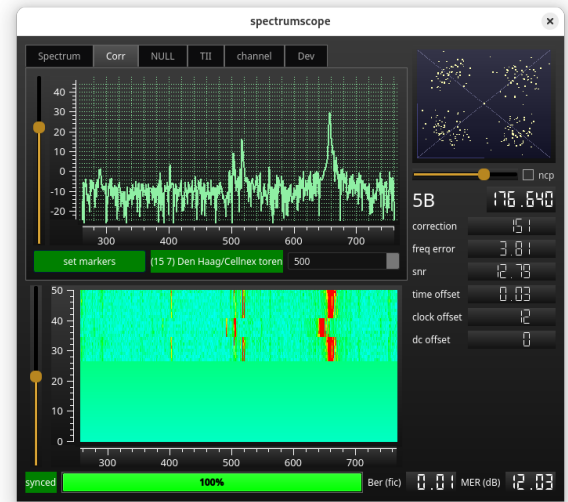 spectrumscope
Spectrum Corr NULL TII channel Dev
40
30
20
10
0
-10
-20
300 400 500 600 700
set markers (15 7) Den Haag/Cellnex toren 500
ncp
5B 176.640
correction 151
freq error 3.81
snr 12.79
time offset 0.03
clock offset 12
dc offset 0
50
40
30
20
10
0
300 400 500 600 700
synced 100% Ber (fic) 0.01 MER (dB) 12.03